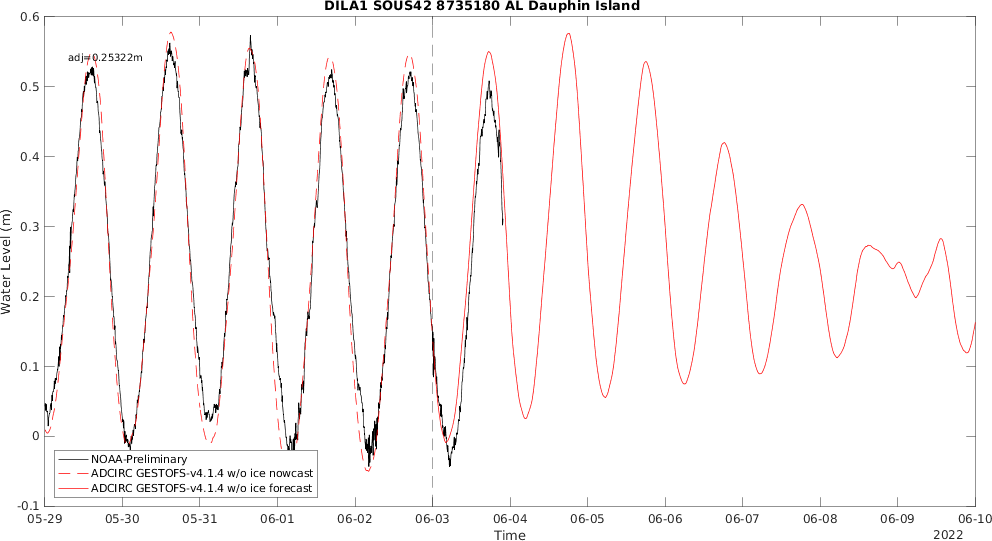 DILA1 SOUS42 8735180 AL Dauphin Island
adj=0.25322m
0.6
0.5
0.4
0.3
0.2
0.1
0
-0.1
Water Level (m)
NOAA-Preliminary
ADCIRC GESTOFS-v4.1.4 w/o ice nowcast
ADCIRC GESTOFS-v4.1.4 w/o ice forecast
05-29 05-30 05-31 06-01 06-02 06-03 06-04 06-05 06-06 06-07 06-08 06-09 06-10
Time
2022